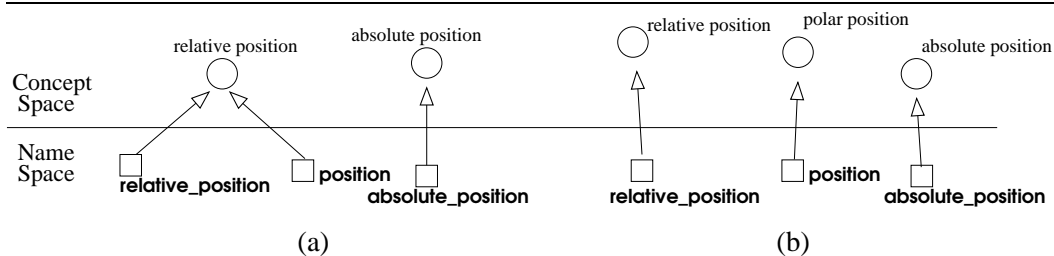 relative position
absolute position
relative position
polar position
absolute position
Concept
Space
Name
Space
relative_position
position
absolute_position
relative_position
position
absolute_position
(a)
(b)